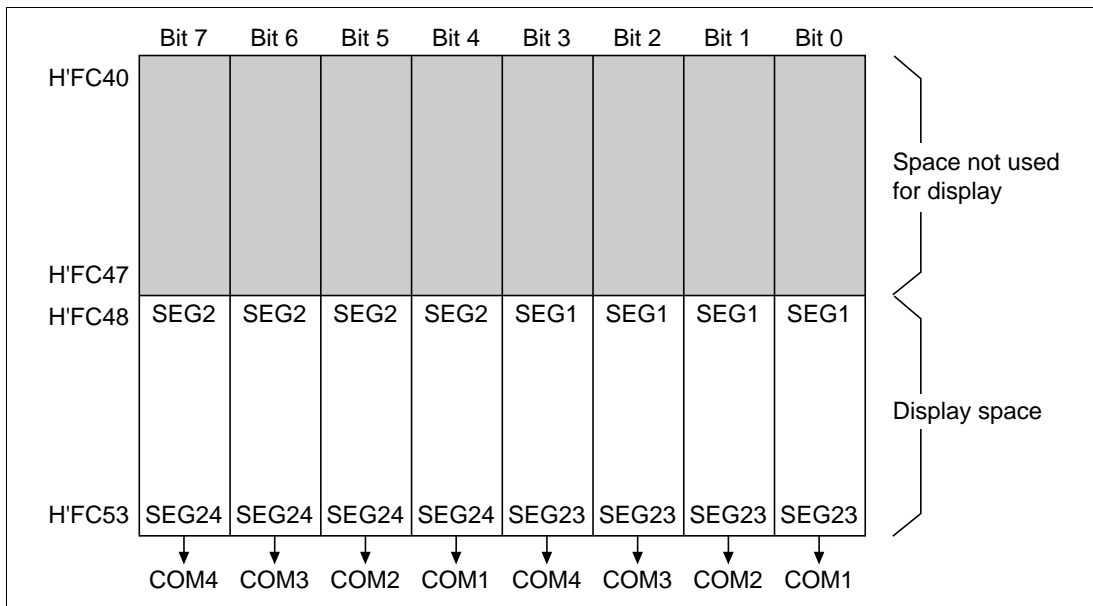 Bit 7 Bit 6 Bit 5 Bit 4 Bit 3 Bit 2 Bit 1 Bit 0
H'FC40
Space not used
for display
H'FC47
H'FC48 SEG2 SEG2 SEG2 SEG2 SEG1 SEG1 SEG1 SEG1
Display space
H'FC53 SEG24 SEG24 SEG24 SEG24 SEG23 SEG23 SEG23 SEG23
COM4 COM3 COM2 COM1 COM4 COM3 COM2 COM1